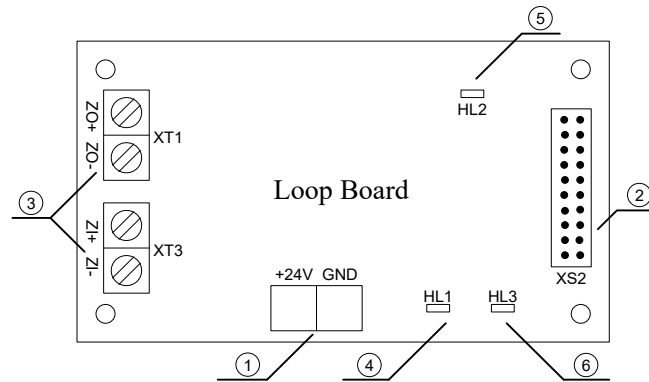 ⑤
HL2
ZO+
ZO-
XT1
Loop Board
③
②
ZI+
ZI-
XT3
+24V GND
XS2
HL1
HL3
①
④
⑥